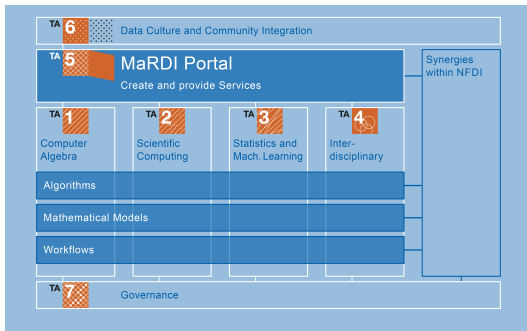 TA 6 Data Culture and Community Integration
TA 5 MaRDI Portal
Create and provide Services
Synergies
within NFDI
TA 1
Computer
Algebra
TA 2
Scientific
Computing
TA 3
Statistics and
Mach. Learning
TA 4
Inter-
disciplinary
Algorithms
Mathematical Models
Workflows
TA 7 Governance